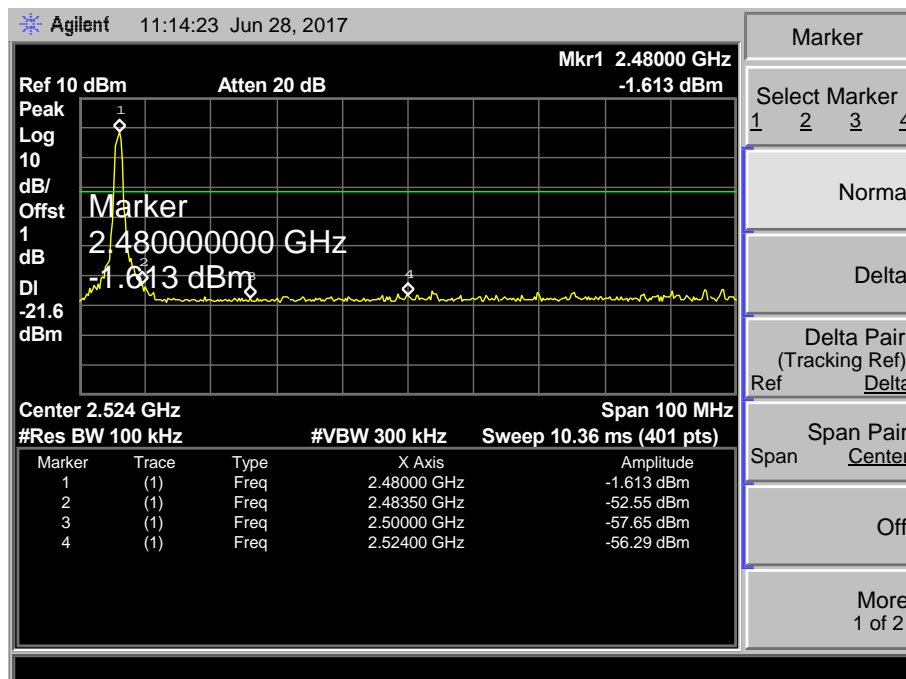 Agilent 11:14:23 Jun 28, 2017
Marker
Mkr1 2.48000 GHz
Ref 10 dBm Atten 20 dB -1.613 dBm
Peak
Log
10
dB/
Offst
1
dB
DI
-21.6
dBm
1
2
3
4
Marker
2.480000000 GHz
-1.613 dBm
Center 2.524 GHz Span 100 MHz
#Res BW 100 kHz #VBW 300 kHz Sweep 10.36 ms (401 pts)
Marker Trace Type X Axis Amplitude
1 (1) Freq 2.48000 GHz -1.613 dBm
2 (1) Freq 2.48350 GHz -52.55 dBm
3 (1) Freq 2.50000 GHz -57.65 dBm
4 (1) Freq 2.52400 GHz -56.29 dBm
Select Marker
1 2 3 4
Norma
Delta
Delta Pair
(Tracking Ref)
Ref Delta
Span Pair
Span Center
Off
More
1 of 2